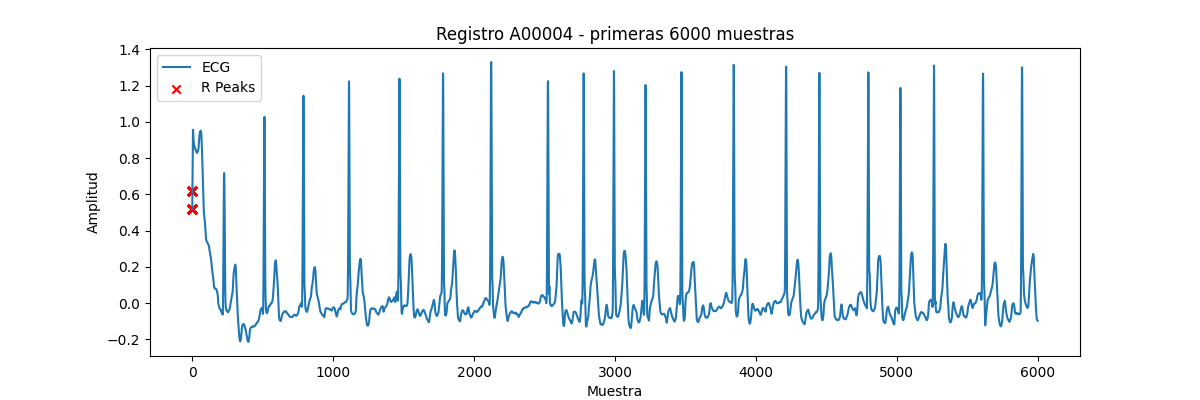 Registro A00004 - primeras 6000 muestras
ECG
R Peaks
Amplitud
1.4
1.2
1.0
0.8
0.6
0.4
0.2
0.0
−0.2
0 1000 2000 3000 4000 5000 6000
Muestra